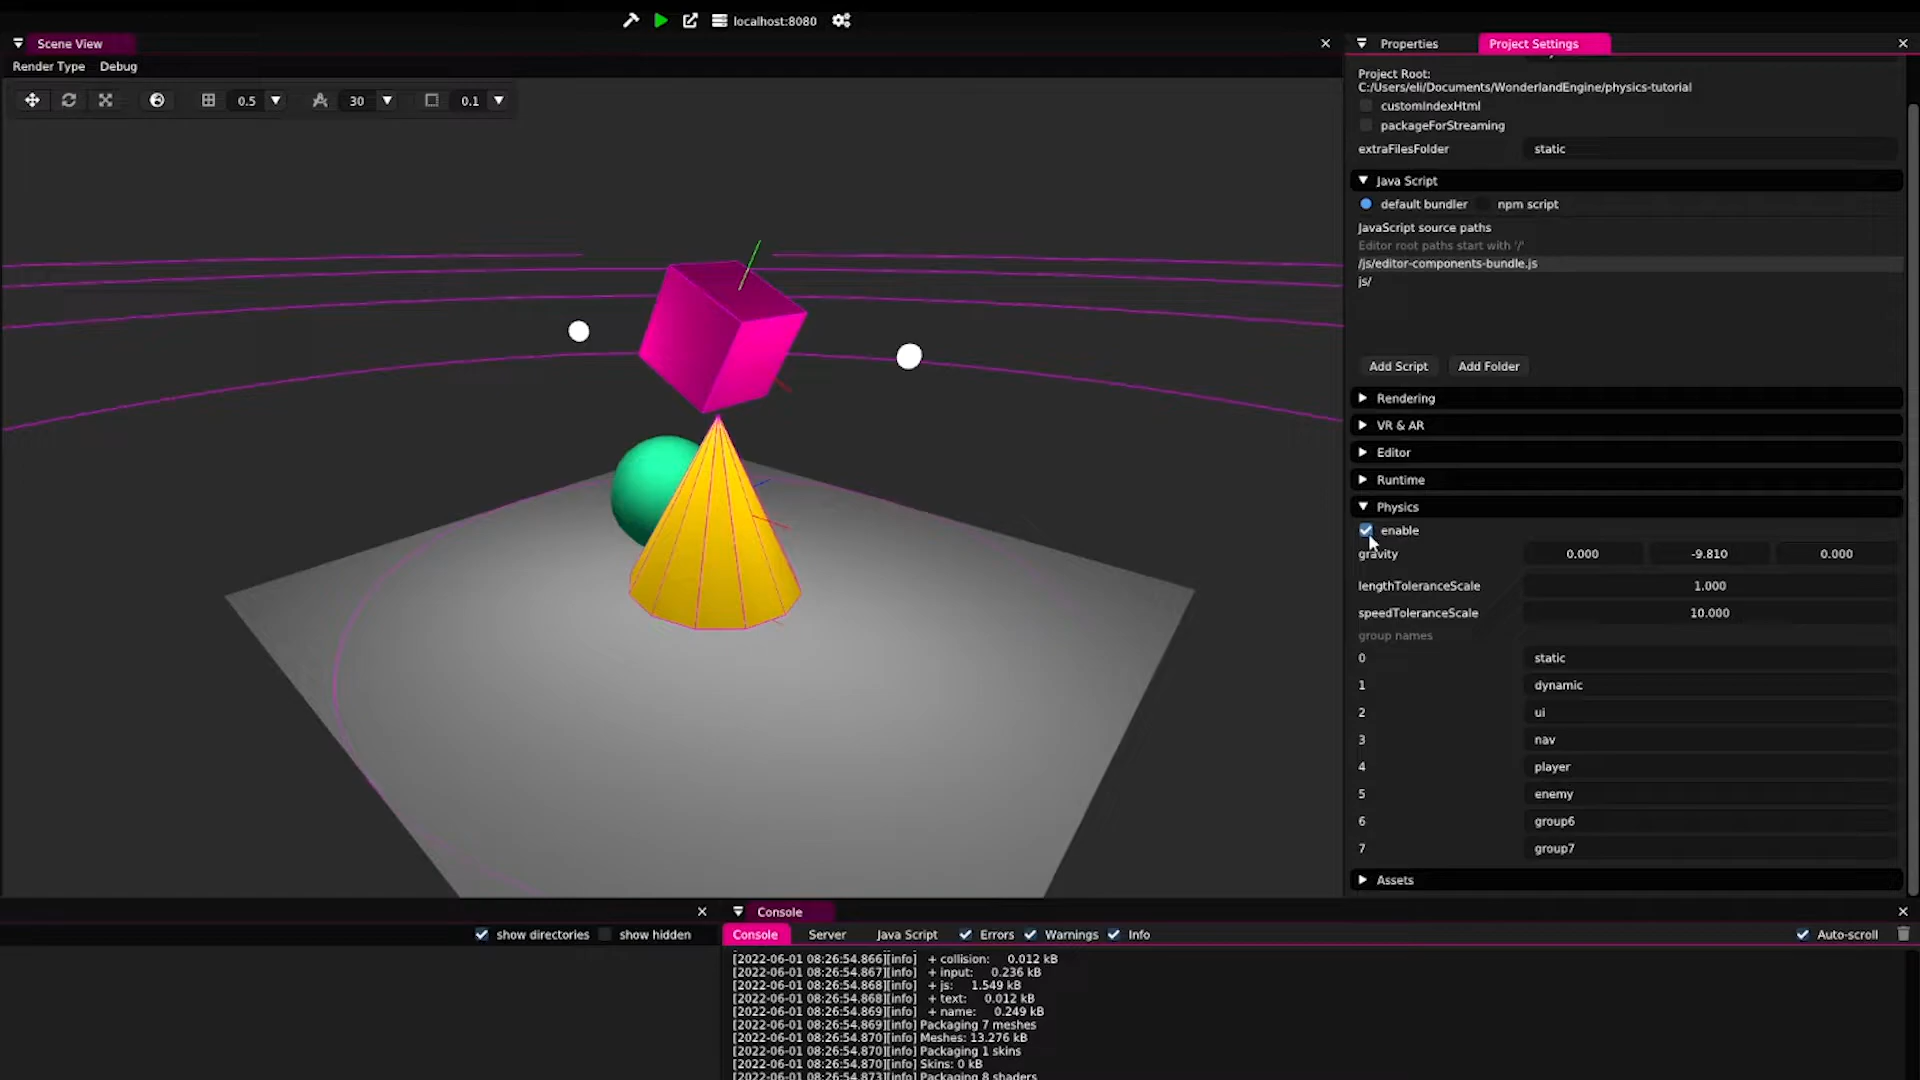 localhost:8080
Scene View
Properties
Project Settings
Render Type Debug
0.5
30
0.1
Project Root:
C:/Users/eli/Documents/WonderlandEngine/physics-tutorial
customIndexHtml
packageForStreaming
extraFilesFolder static
Java Script
default bundler npm script
JavaScript source paths
Editor root paths start with '/'
/js/editor-components-bundle.js
js/
Add Script Add Folder
Rendering
VR & AR
Editor
Runtime
Physics
enable
gravity 0.000 -9.810 0.000
lengthToleranceScale 1.000
speedToleranceScale 10.000
group names
0 static
1 dynamic
2 ui
3 nav
4 player
5 enemy
6 group6
7 group7
Assets
show directories show hidden
Console
Console Server Java Script Errors Warnings Info Auto-scroll
[2022-06-01 08:26:54.866][info] + collision: 0.012 kB
[2022-06-01 08:26:54.867][info] + input: 0.236 kB
[2022-06-01 08:26:54.868][info] + js: 1.549 kB
[2022-06-01 08:26:54.868][info] + text: 0.012 kB
[2022-06-01 08:26:54.869][info] + name: 0.249 kB
[2022-06-01 08:26:54.869][info] Packaging 7 meshes
[2022-06-01 08:26:54.870][info] Meshes: 13.276 kB
[2022-06-01 08:26:54.870][info] Packaging 1 skins
[2022-06-01 08:26:54.870][info] Skins: 0 kB
[2022-06-01 08:26:54.873][info] Packaging 8 shaders